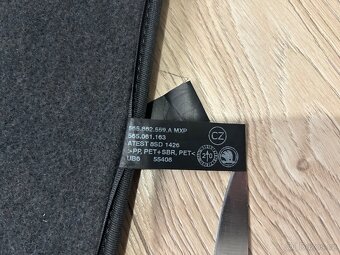 565.862.559.A MXP
565.061.163
ATEST 8SD 1426
>PP, PET+SBR, PET<
UB6 55408
CZ